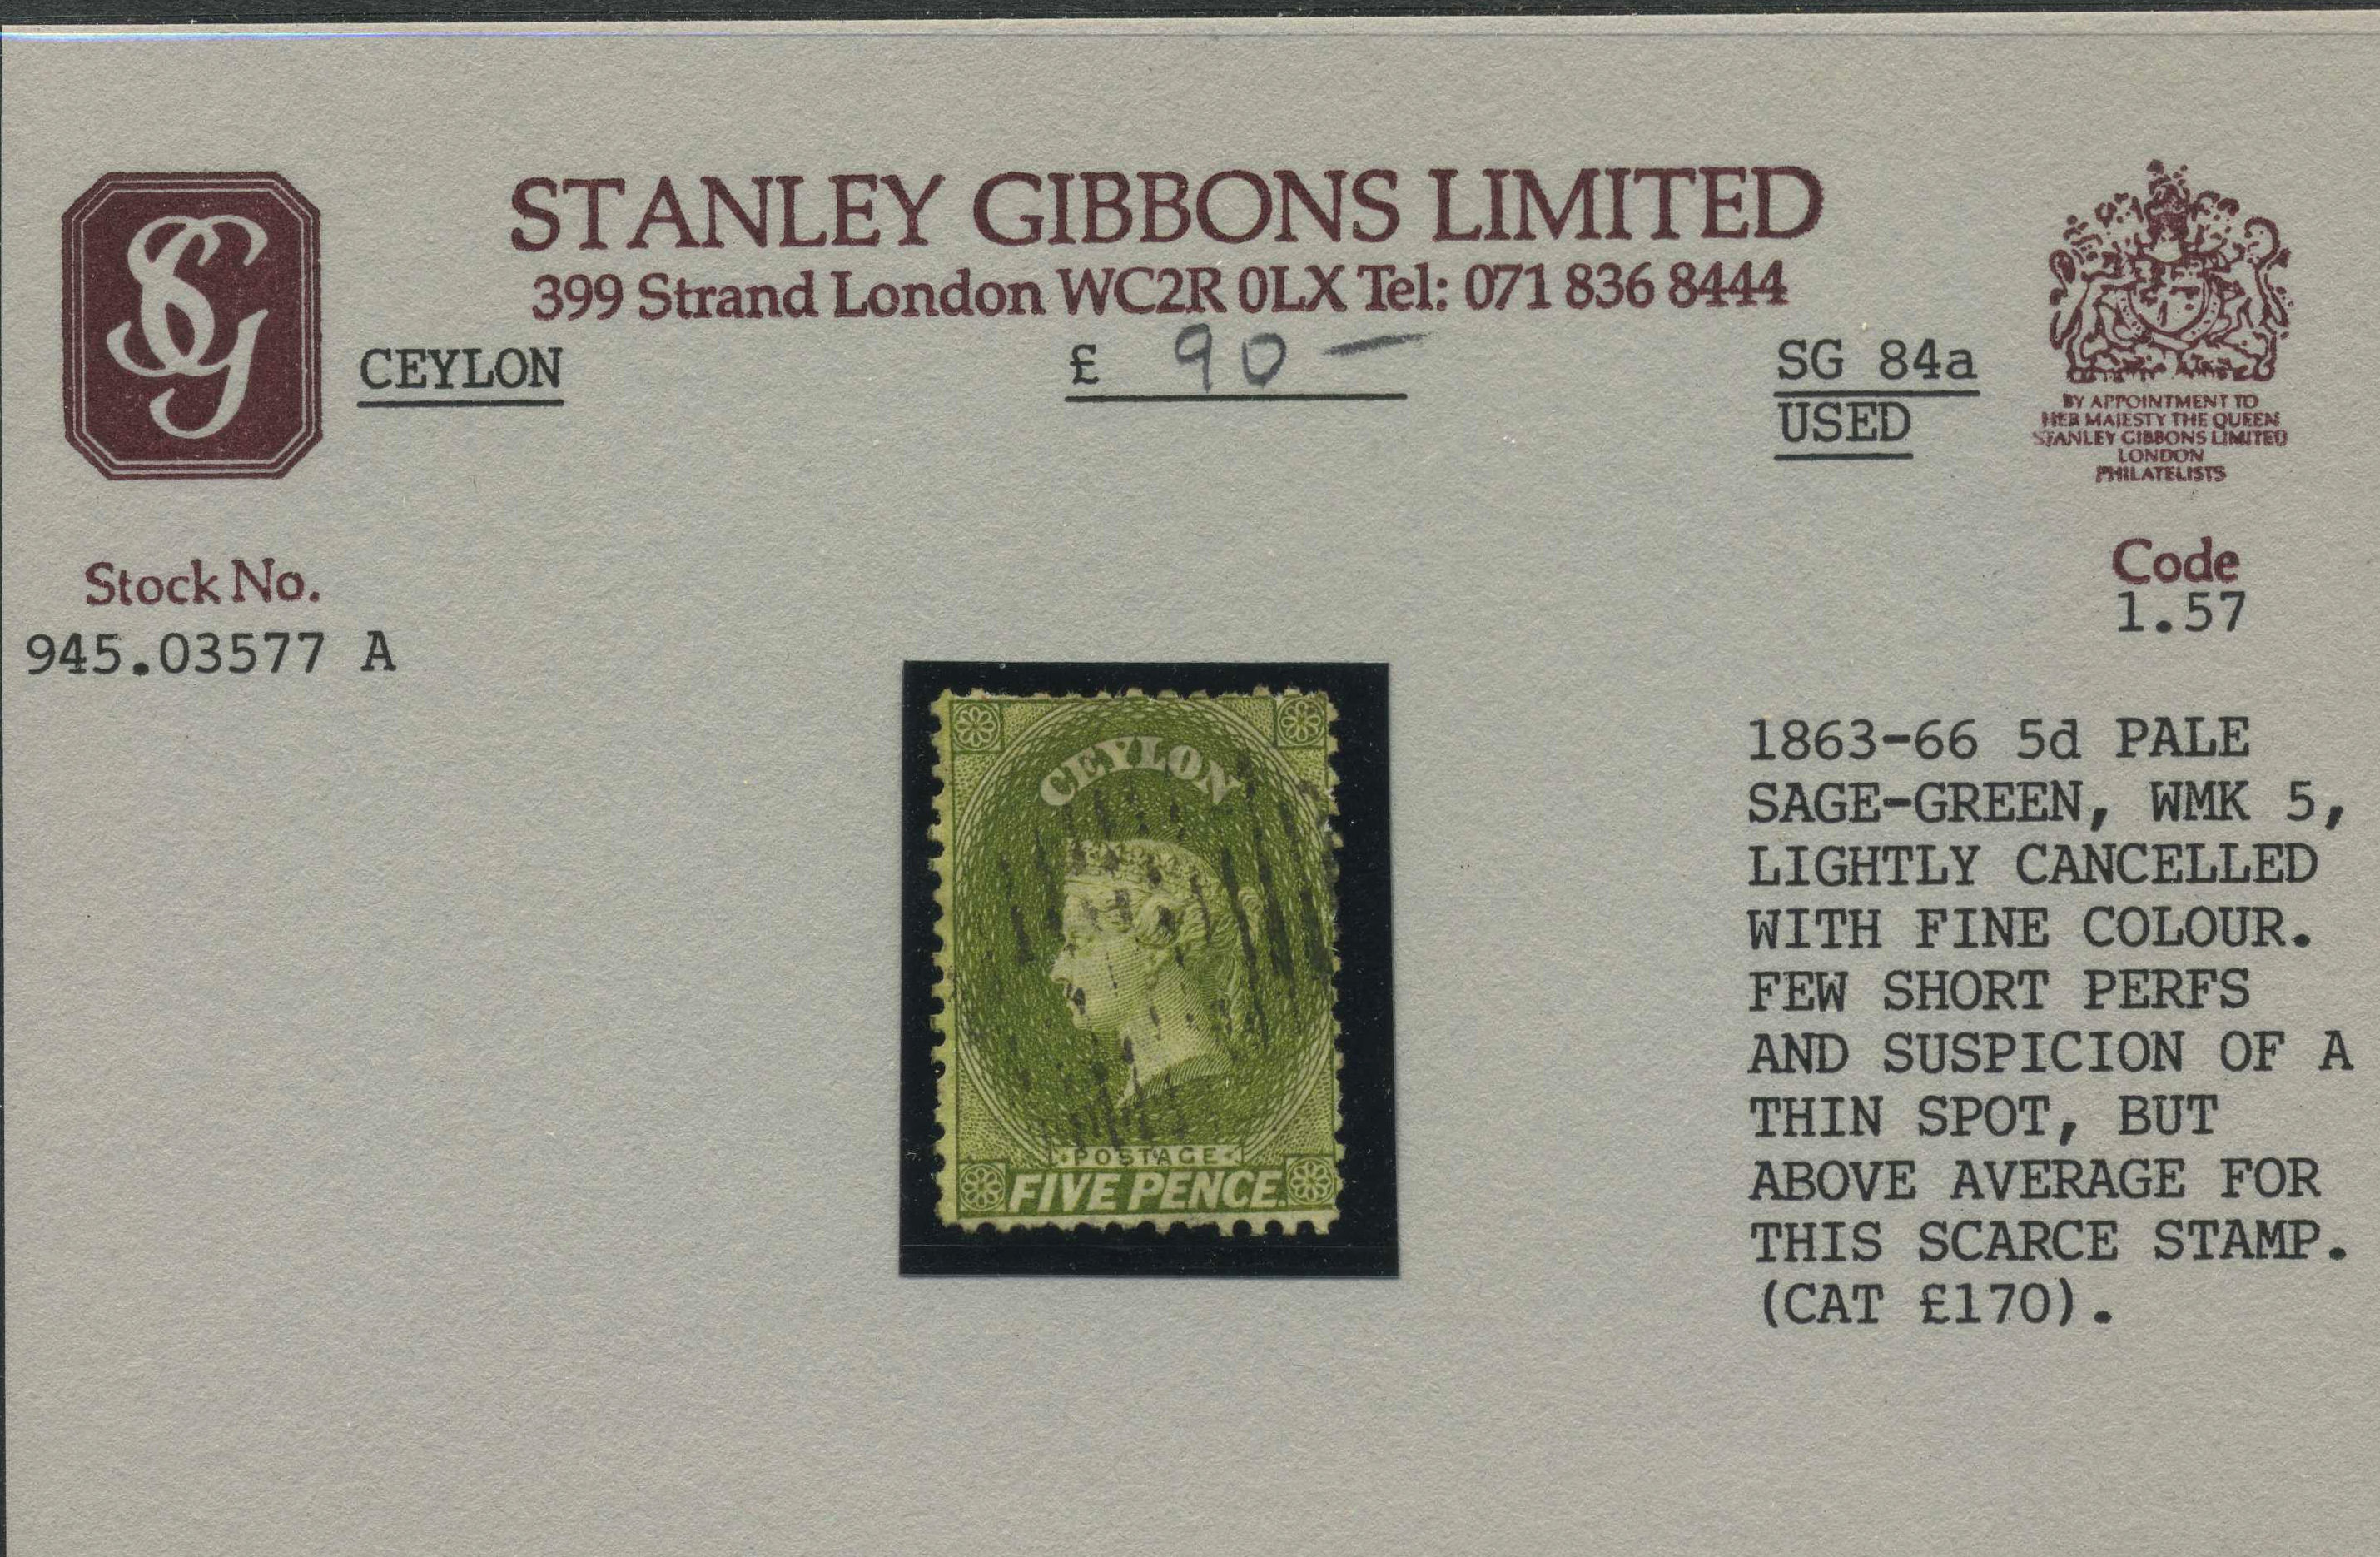 SG
STANLEY GIBBONS LIMITED
399 Strand London WC2R 0LX Tel: 071 836 8444
CEYLON
£ 90 —
SG 84a
USED
BY APPOINTMENT TO
HER MAJESTY THE QUEEN
STANLEY GIBBONS LIMITED
LONDON
PHILATELISTS
Stock No.
945.03577 A
Code
1.57
CEYLON
POSTAGE
FIVE PENCE.
1863-66 5d PALE
SAGE-GREEN, WMK 5,
LIGHTLY CANCELLED
WITH FINE COLOUR.
FEW SHORT PERFS
AND SUSPICION OF A
THIN SPOT, BUT
ABOVE AVERAGE FOR
THIS SCARCE STAMP.
(CAT £170).